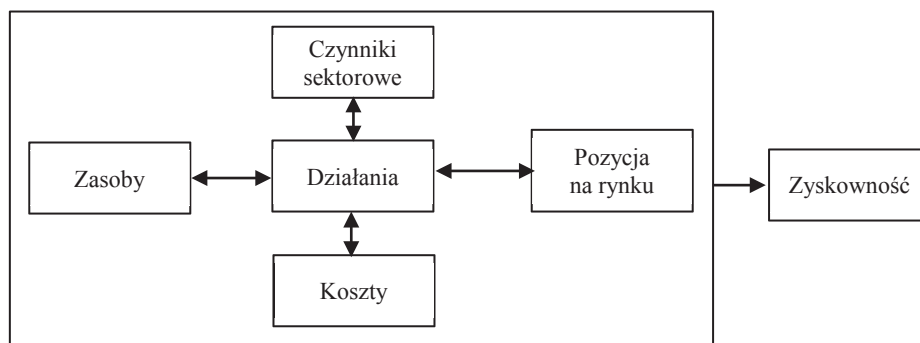 Czynniki
sektorowe
Zasoby
Działania
Pozycja
na rynku
Zyskowność
Koszty